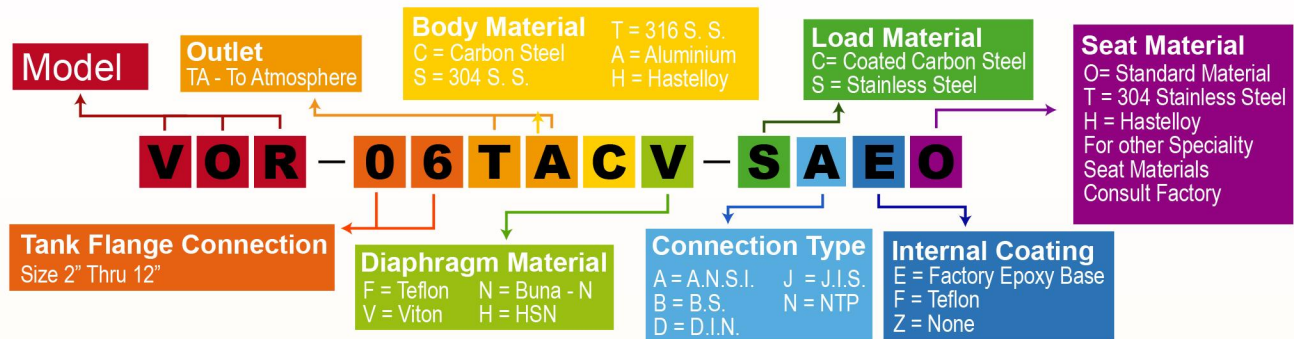 Model
Outlet
TA - To Atmosphere
Body Material
C = Carbon Steel
S = 304 S. S.
T = 316 S. S.
A = Aluminium
H = Hastelloy
Load Material
C= Coated Carbon Steel
S = Stainless Steel
Seat Material
O= Standard Material
T = 304 Stainless Steel
H = Hastelloy
For other Speciality
Seat Materials
Consult Factory
VOR-06TACV-SAEO
Tank Flange Connection
Size 2” Thru 12”
Diaphragm Material
F = Teflon
V = Viton
N = Buna - N
H = HSN
Connection Type
A = A.N.S.I.
B = B.S.
D = D.I.N.
J = J.I.S.
N = NTP
Internal Coating
E = Factory Epoxy Base
F = Teflon
Z = None